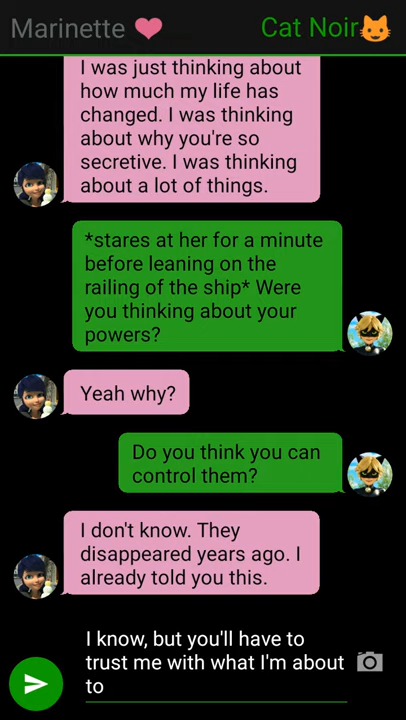 Marinette ❤ Cat Noir😺
I was just thinking about
how much my life has
changed. I was thinking
about why you're so
secretive. I was thinking
about a lot of things.
*stares at her for a minute
before leaning on the
railing of the ship* Were
you thinking about your
powers?
Yeah why?
Do you think you can
control them?
I don't know. They
disappeared years ago. I
already told you this.
I know, but you'll have to
trust me with what I'm about
to